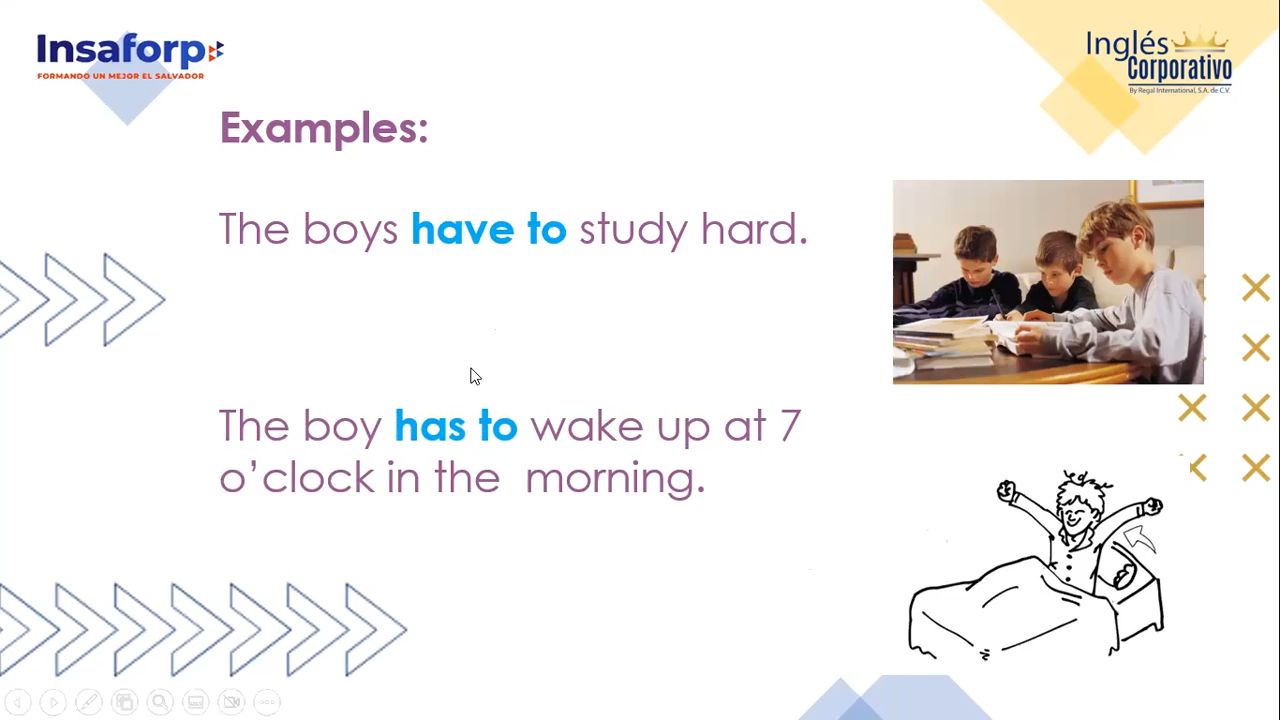 Insaforp
FORMANDO UN MEJOR EL SALVADOR
Inglés
Corporativo
By Regal International, S.A. de C.V.
Examples:
The boys have to study hard.
The boy has to wake up at 7
o’clock in the  morning.